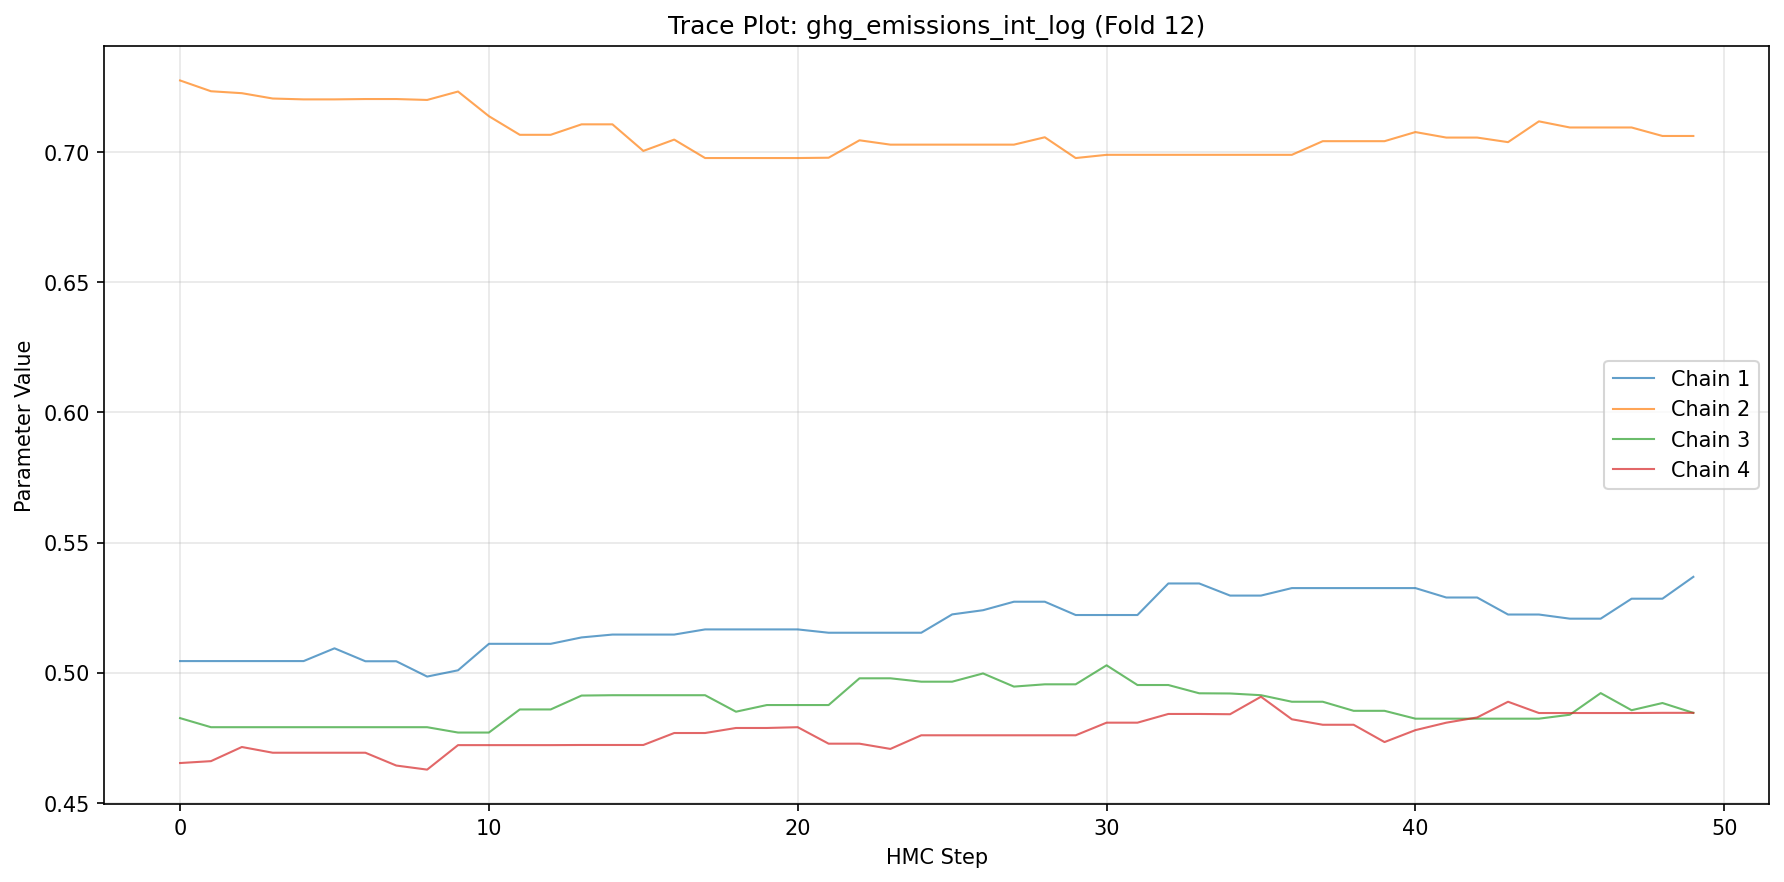 Trace Plot: ghg_emissions_int_log (Fold 12)
Parameter Value
0.70
0.65
0.60
0.55
0.50
0.45
Chain 1
Chain 2
Chain 3
Chain 4
0 10 20 30 40 50
HMC Step